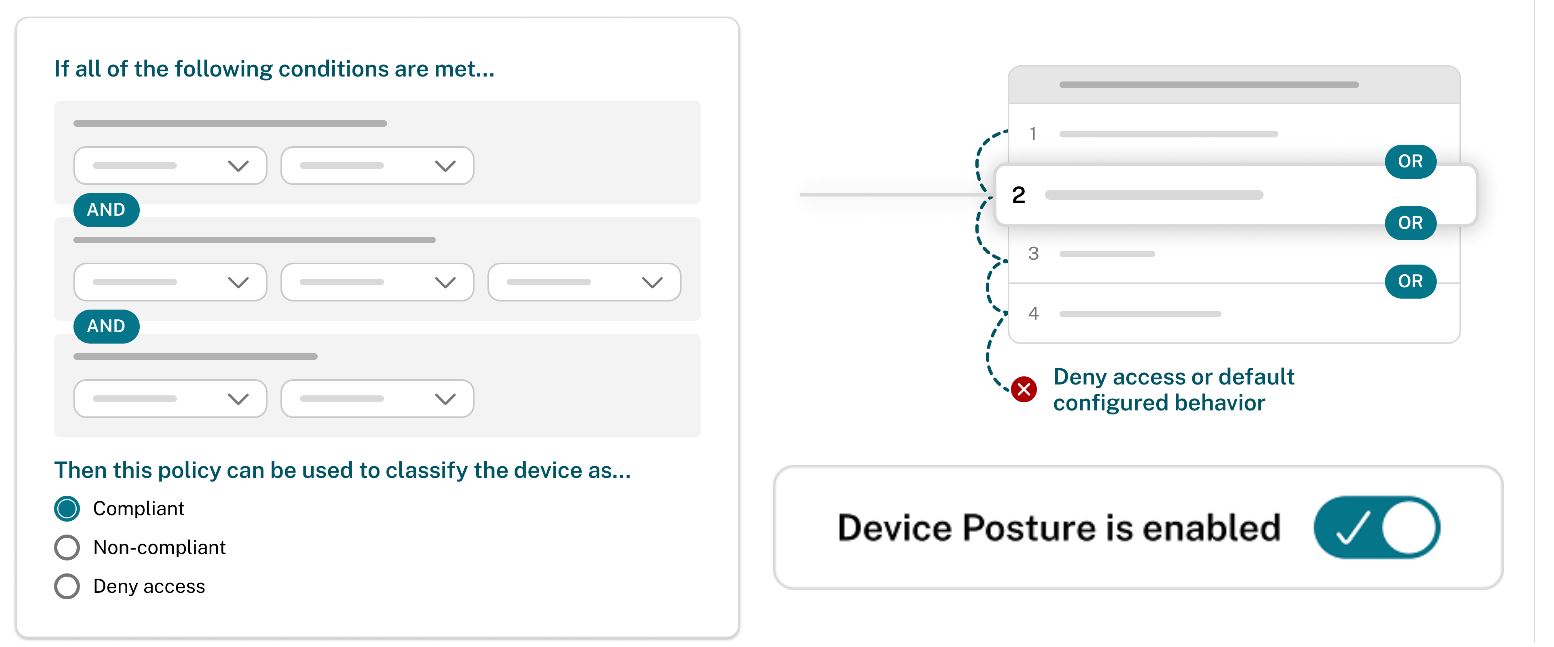 If all of the following conditions are met...
AND
AND
Then this policy can be used to classify the device as...
Compliant
Non-compliant
Deny access
1
OR
2
OR
3
OR
4
Deny access or default
configured behavior
Device Posture is enabled